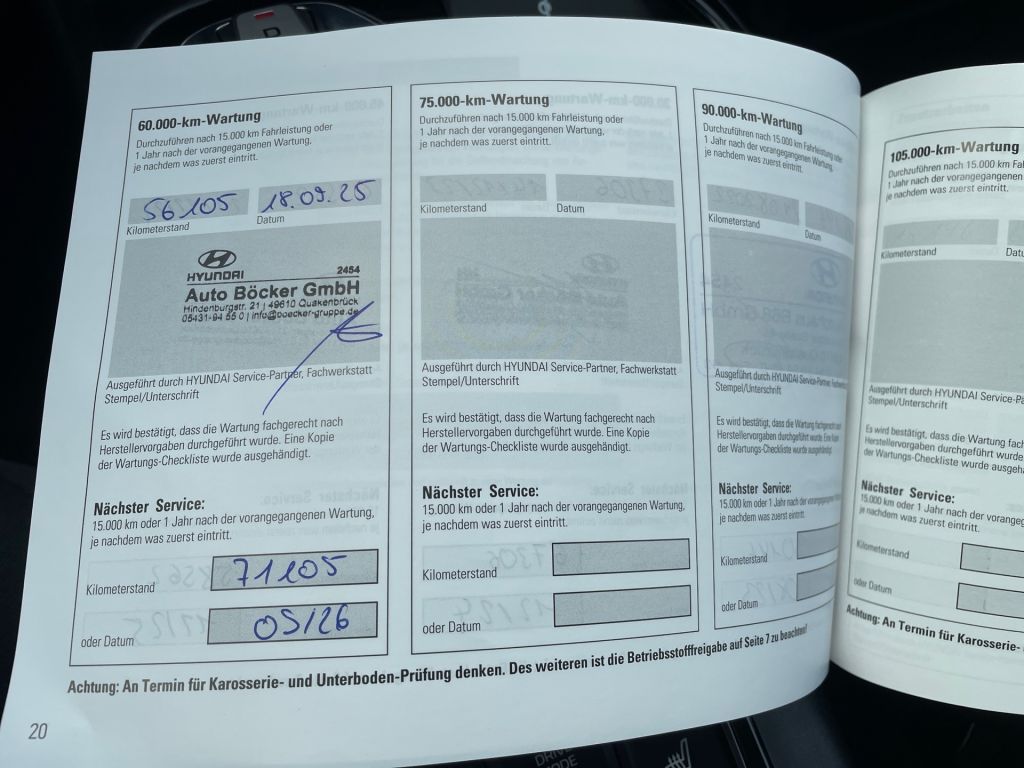 60.000-km-Wartung
Durchzuführen nach 15.000 km Fahrleistung oder
1 Jahr nach der vorangegangenen Wartung,
je nachdem was zuerst eintritt.
56105 18.09.25
Kilometerstand Datum
HYUNDAI 2454
Auto Böcker GmbH
Hindenburgstr. 21 | 49610 Quakenbrück
05431-94 55 0 | info@boecker-gruppe.de
Ausgeführt durch HYUNDAI Service-Partner, Fachwerkstatt
Stempel/Unterschrift
Es wird bestätigt, dass die Wartung fachgerecht nach
Herstellervorgaben durchgeführt wurde. Eine Kopie
der Wartungs-Checkliste wurde ausgehändigt.
Nächster Service:
15.000 km oder 1 Jahr nach der vorangegangenen Wartung,
je nachdem was zuerst eintritt.
Kilometerstand 71105
oder Datum 09/26
75.000-km-Wartung
Durchzuführen nach 15.000 km Fahrleistung oder
1 Jahr nach der vorangegangenen Wartung,
je nachdem was zuerst eintritt.
Kilometerstand Datum
Ausgeführt durch HYUNDAI Service-Partner, Fachwerkstatt
Stempel/Unterschrift
Es wird bestätigt, dass die Wartung fachgerecht nach
Herstellervorgaben durchgeführt wurde. Eine Kopie
der Wartungs-Checkliste wurde ausgehändigt.
Nächster Service:
15.000 km oder 1 Jahr nach der vorangegangenen Wartung,
je nachdem was zuerst eintritt.
Kilometerstand
oder Datum
90.000-km-Wartung
Durchzuführen nach 15.000 km Fahrleistung oder
1 Jahr nach der vorangegangenen Wartung,
je nachdem was zuerst eintritt.
Kilometerstand Datum
Ausgeführt durch HYUNDAI Service-Partner, Fachwerkstatt
Stempel/Unterschrift
Es wird bestätigt, dass die Wartung fachgerecht nach
Herstellervorgaben durchgeführt wurde. Eine Kopie
der Wartungs-Checkliste wurde ausgehändigt.
Nächster Service:
15.000 km oder 1 Jahr nach der vorangegangenen Wartung,
je nachdem was zuerst eintritt.
Kilometerstand
oder Datum
Achtung: An Termin für Karosserie- und Unterboden-Prüfung denken. Des weiteren ist die Betriebsstofffreigabe auf Seite 7 zu beachten!
20
105.000-km-Wartung
Durchzuführen nach 15.000 km
1 Jahr nach der vorangegangenen
je nachdem was zuerst eintritt.
Kilometerstand
Ausgeführt durch HYUNDAI
Stempel/Unterschrift
Es wird bestätigt, dass die Wartung
Herstellervorgaben durchgeführt
der Wartungs-Checkliste wurde
Nächster Service:
15.000 km oder 1 Jahr nach der
je nachdem was zuerst eintritt.
Kilometerstand
oder Datum
Achtung: An Termin für Karosserie-